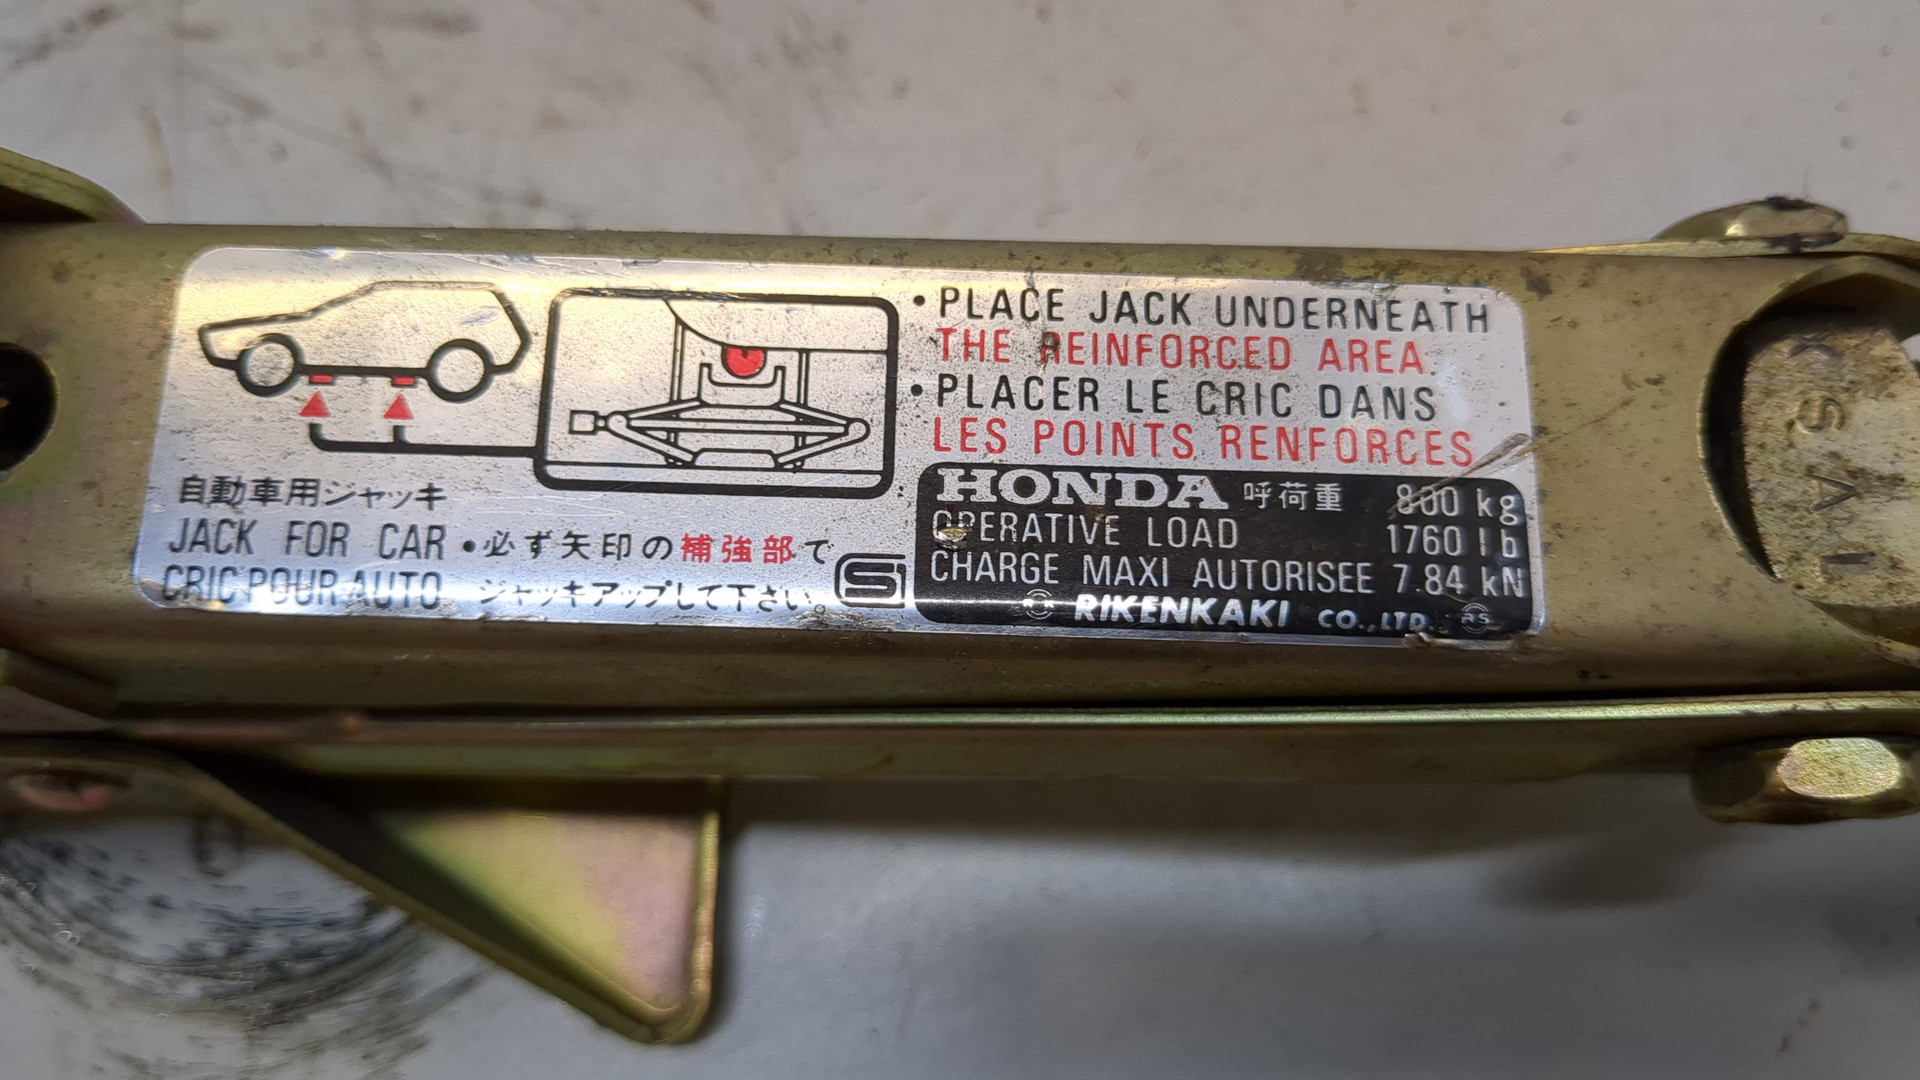 • PLACE JACK UNDERNEATH
THE REINFORCED AREA.
• PLACER LE CRIC DANS
LES POINTS RENFORCES
自動車用ジャッキ
JACK FOR CAR
CRIC POUR AUTO
• 必ず矢印の補強部で
ジャッキアップして下さい。
HONDA 呼荷重 800 kg
OPERATIVE LOAD 1760 lb
CHARGE MAXI AUTORISEE 7.84 kN
RIKENKAKI CO.,LTD. RS
KSAL